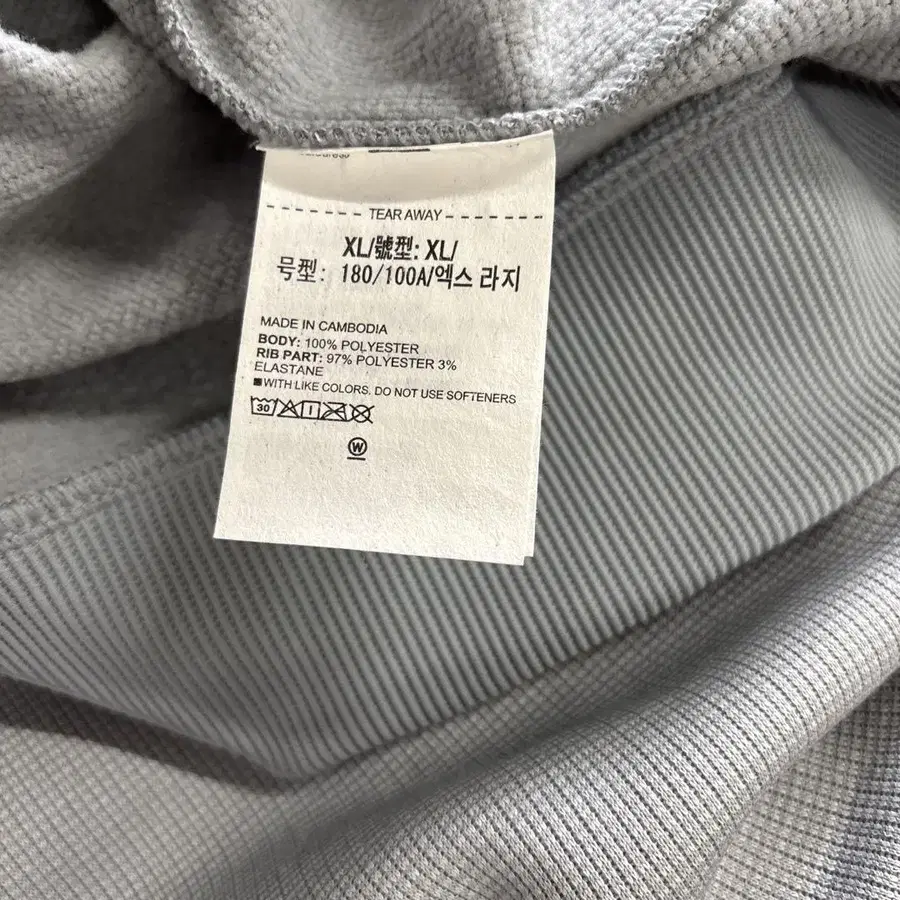 TEAR AWAY
XL/號型: XL/
号型: 180/100A/엑스 라지
MADE IN CAMBODIA
BODY: 100% POLYESTER
RIB PART: 97% POLYESTER 3%
ELASTANE
■WITH LIKE COLORS. DO NOT USE SOFTENERS
30
W